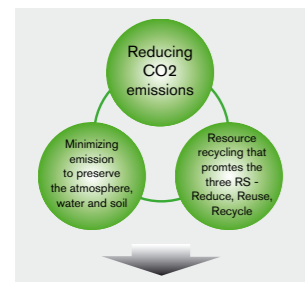 Reducing
CO2
emissions
Minimizing
emission
to preserve
the atmosphere,
water and soil
Resource
recycling that
promtes the
three RS -
Reduce, Reuse,
Recycle